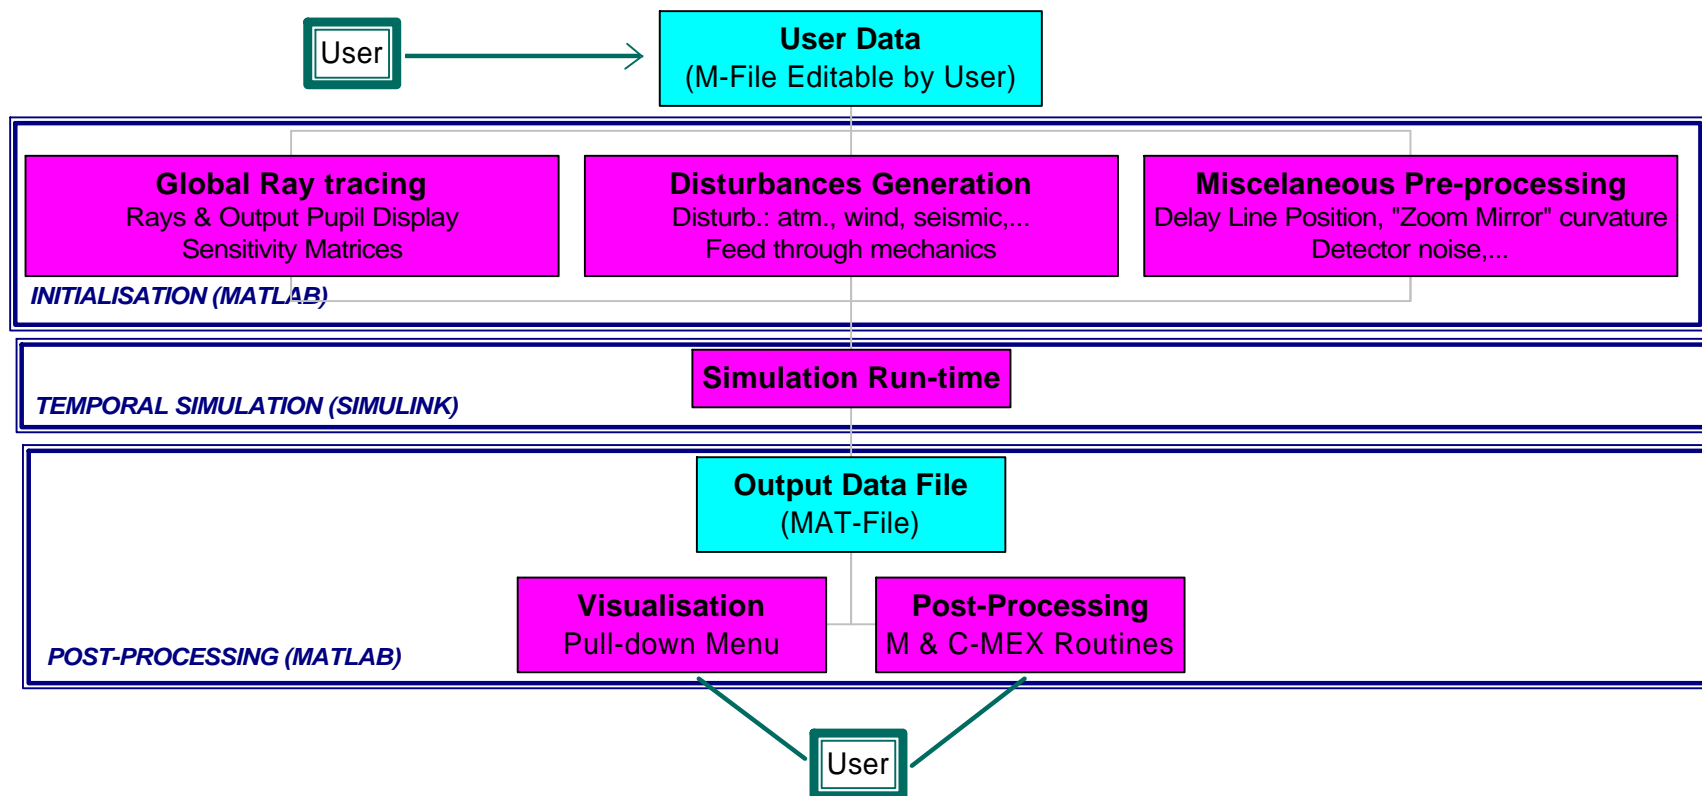 User
User Data
(M-File Editable by User)
Global Ray tracing
Rays & Output Pupil Display
Sensitivity Matrices
Disturbances Generation
Disturb.: atm., wind, seismic,...
Feed through mechanics
Miscelaneous Pre-processing
Delay Line Position, "Zoom Mirror" curvature
Detector noise,...
INITIALISATION (MATLAB)
Simulation Run-time
TEMPORAL SIMULATION (SIMULINK)
Output Data File
(MAT-File)
Visualisation
Pull-down Menu
Post-Processing
M & C-MEX Routines
POST-PROCESSING (MATLAB)
User